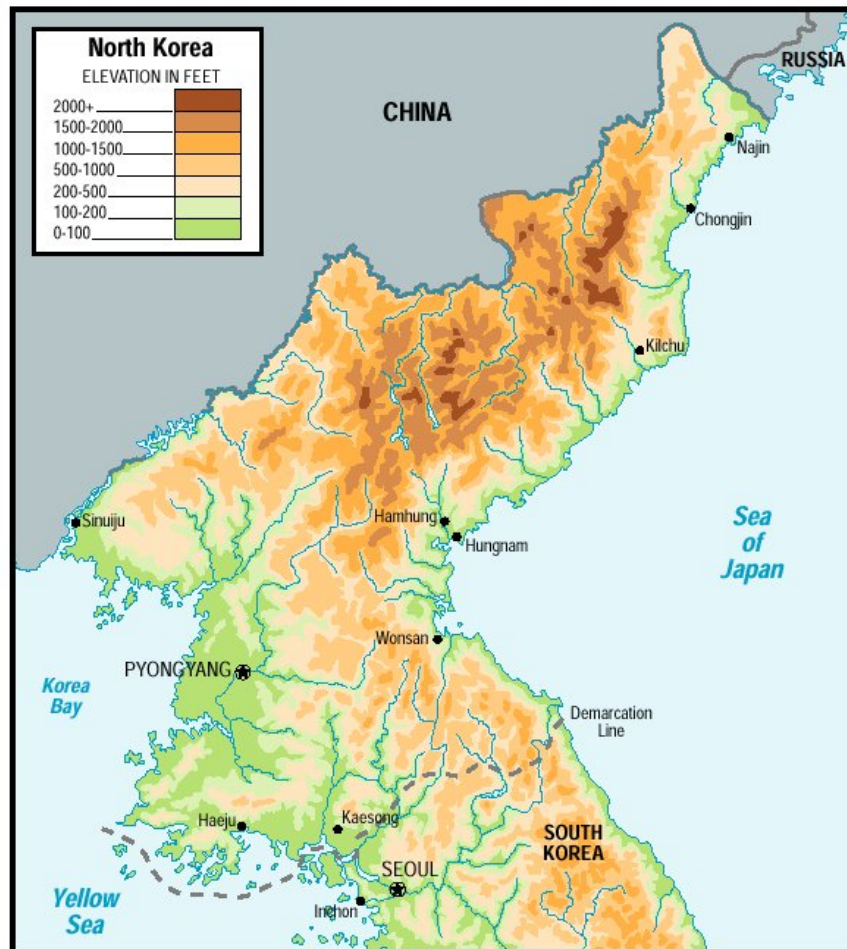 North Korea
ELEVATION IN FEET
2000+
1500-2000
1000-1500
500-1000
200-500
100-200
0-100
RUSSIA
CHINA
Najin
Chongjin
Kilchu
Sinuiju
Hamhung
Hungnam
Sea
of
Japan
Wonsan
PYONGYANG
Korea
Bay
Demarcation
Line
Haeju
Kaesong
SOUTH
KOREA
SEOUL
Yellow
Sea
Inchon